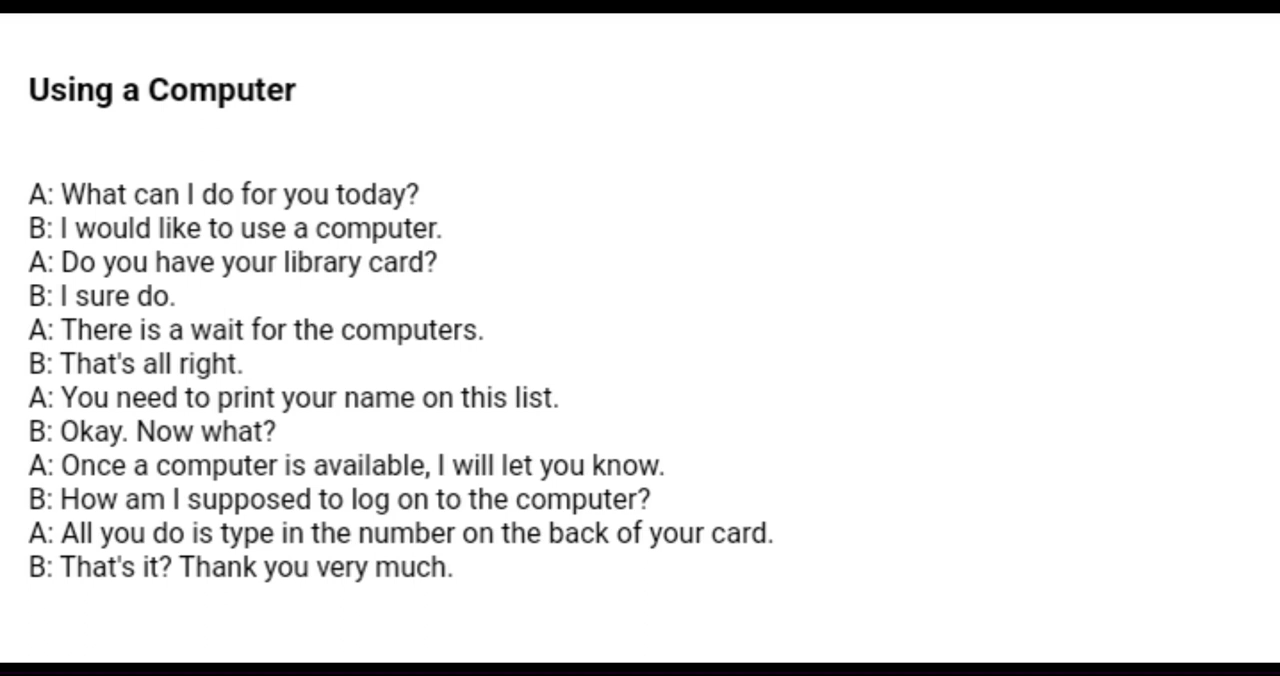 Using a Computer
A: What can I do for you today?
B: I would like to use a computer.
A: Do you have your library card?
B: I sure do.
A: There is a wait for the computers.
B: That's all right.
A: You need to print your name on this list.
B: Okay. Now what?
A: Once a computer is available, I will let you know.
B: How am I supposed to log on to the computer?
A: All you do is type in the number on the back of your card.
B: That's it? Thank you very much.